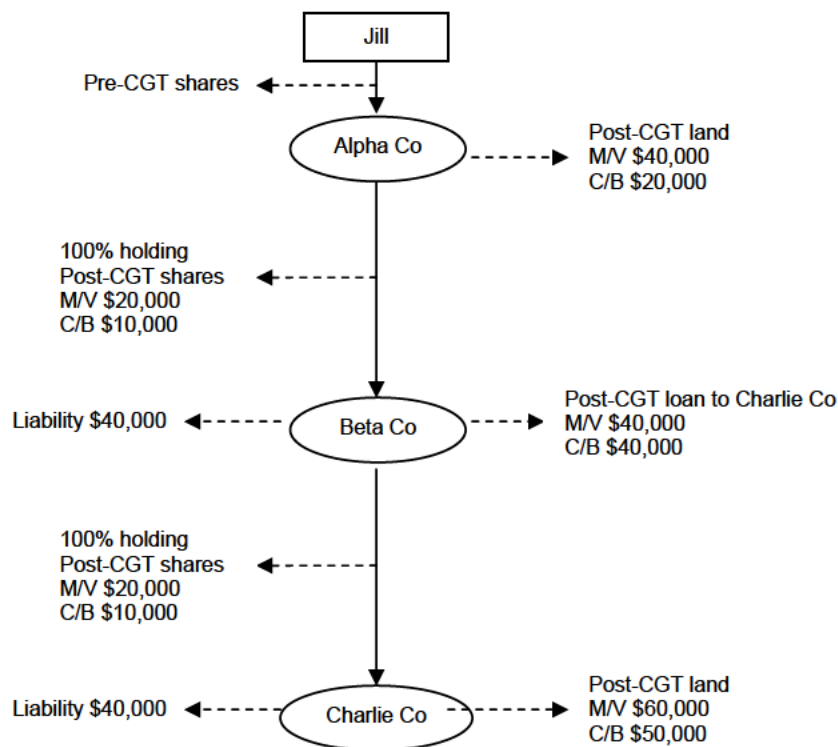 Jill
Pre-CGT shares
Alpha Co
Post-CGT land
M/V $40,000
C/B $20,000
100% holding
Post-CGT shares
M/V $20,000
C/B $10,000
Liability $40,000
Beta Co
Post-CGT loan to Charlie Co
M/V $40,000
C/B $40,000
100% holding
Post-CGT shares
M/V $20,000
C/B $10,000
Liability $40,000
Charlie Co
Post-CGT land
M/V $60,000
C/B $50,000